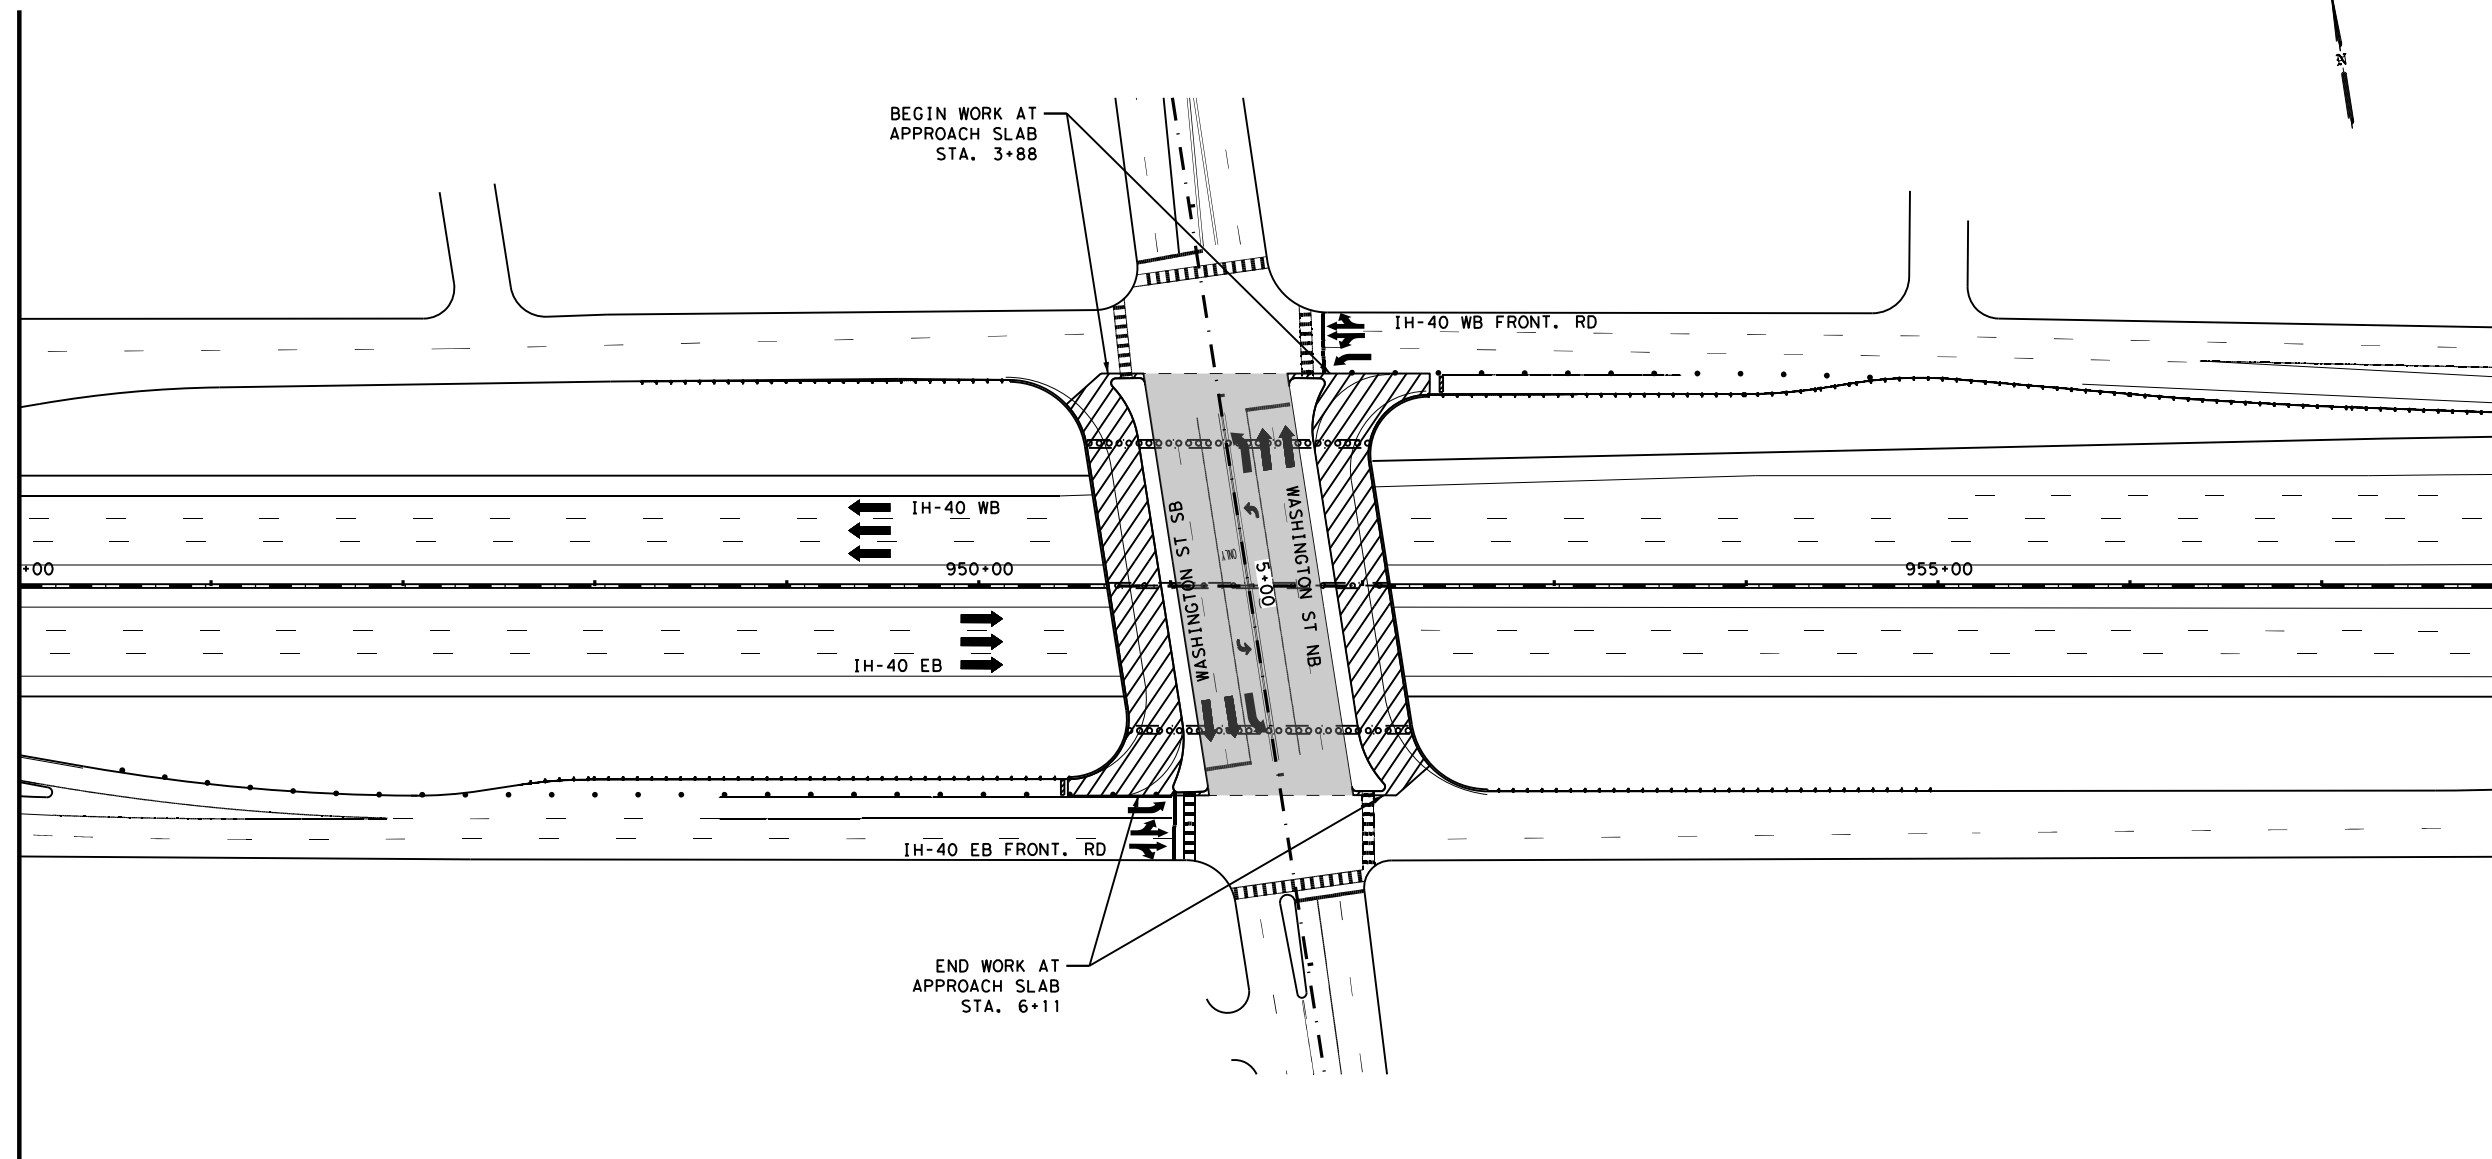 N
BEGIN WORK AT
APPROACH SLAB
STA. 3+88
IH-40 WB FRONT. RD
IH-40 WB
WASHINGTON ST SB
WASHINGTON ST NB
ONLY
5+00
+00
950+00
955+00
IH-40 EB
IH-40 EB FRONT. RD
END WORK AT
APPROACH SLAB
STA. 6+11